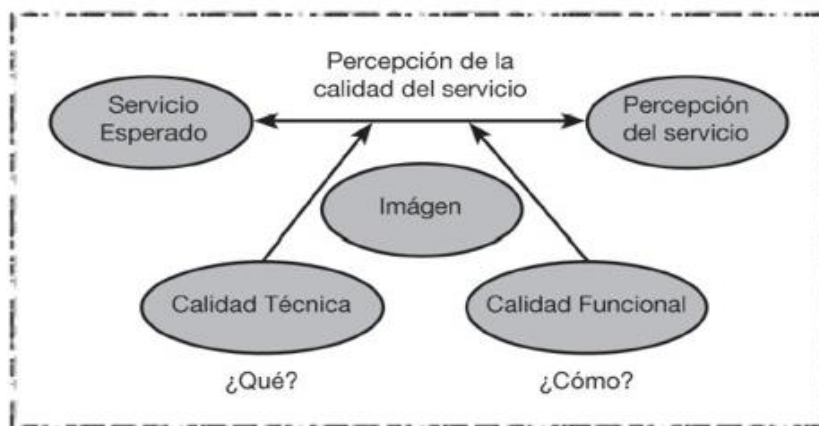 Percepción de la
calidad del servicio
Servicio
Esperado
Percepción
del servicio
Imágen
Calidad Técnica
Calidad Funcional
¿Qué?
¿Cómo?